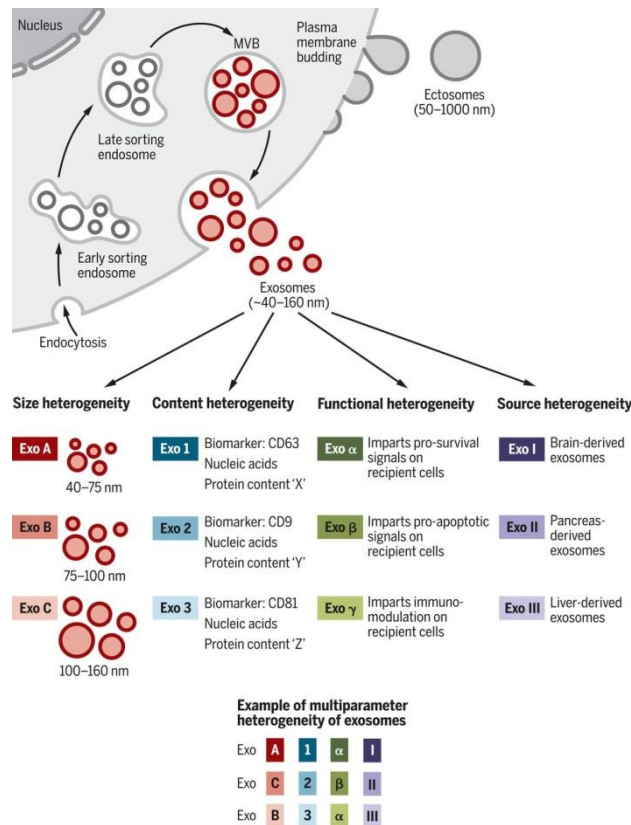 Nucleus
MVB
Plasma
membrane
budding
Ectosomes
(50–1000 nm)
Late sorting
endosome
Early sorting
endosome
Exosomes
(~40–160 nm)
Endocytosis
Size heterogeneity
Content heterogeneity
Functional heterogeneity
Source heterogeneity
Exo A
40–75 nm
Exo 1
Biomarker: CD63
Nucleic acids
Protein content ‘X’
Exo α
Imparts pro-survival
signals on
recipient cells
Exo I
Brain-derived
exosomes
Exo B
75–100 nm
Exo 2
Biomarker: CD9
Nucleic acids
Protein content ‘Y’
Exo β
Imparts pro-apoptotic
signals on
recipient cells
Exo II
Pancreas-
derived
exosomes
Exo C
100–160 nm
Exo 3
Biomarker: CD81
Nucleic acids
Protein content ‘Z’
Exo γ
Imparts immuno-
modulation on
recipient cells
Exo III
Liver-derived
exosomes
Example of multiparameter
heterogeneity of exosomes
Exo A 1 α I
Exo C 2 β II
Exo B 3 α III